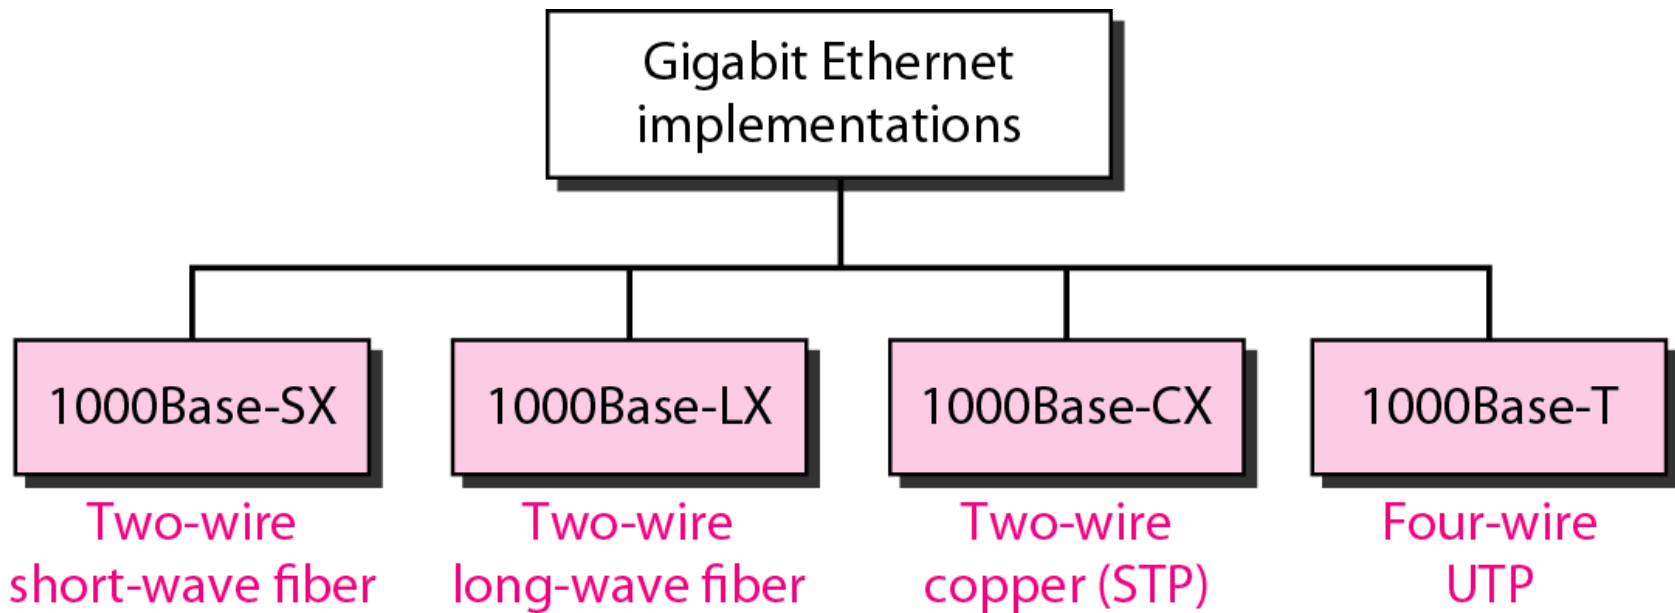 Gigabit Ethernet
implementations
1000Base-SX
Two-wire
short-wave fiber
1000Base-LX
Two-wire
long-wave fiber
1000Base-CX
Two-wire
copper (STP)
1000Base-T
Four-wire
UTP